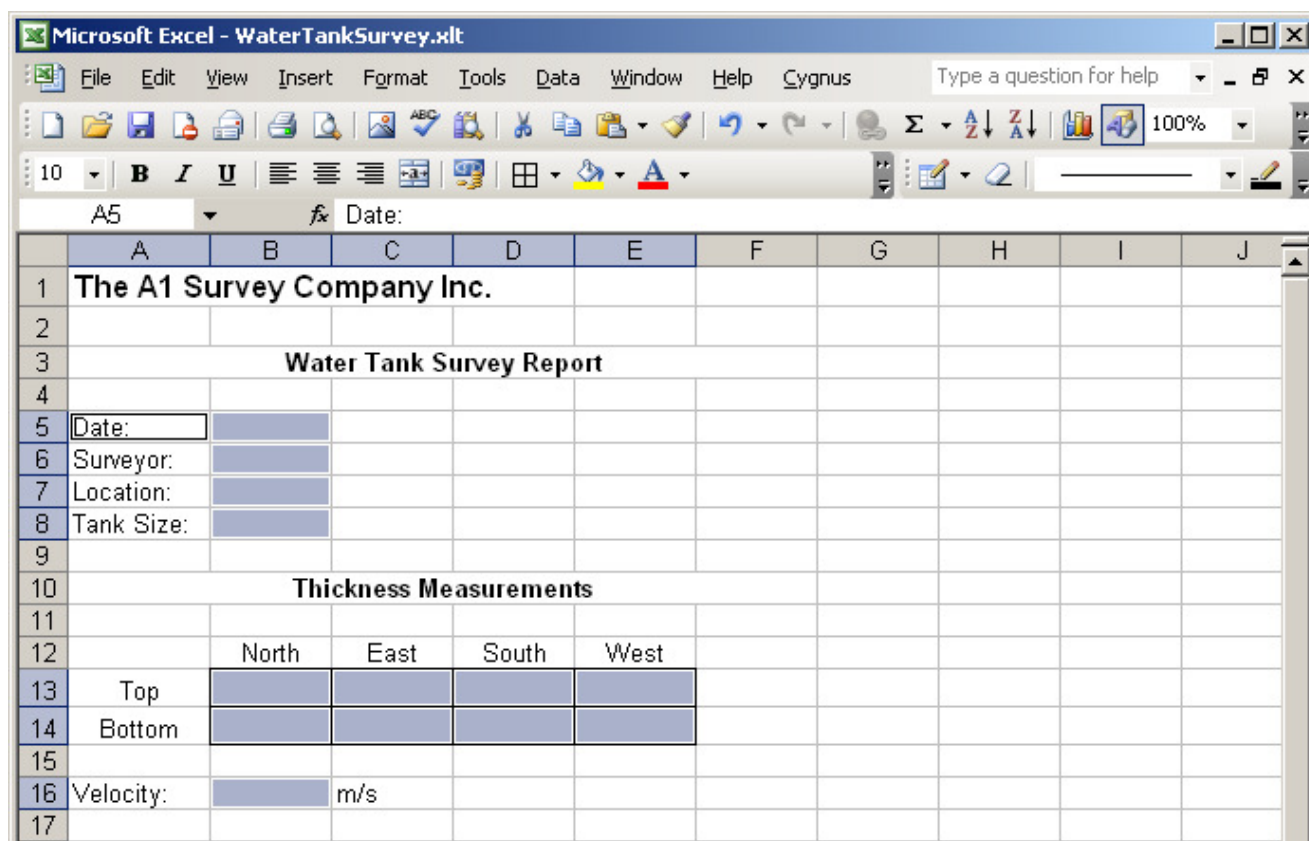 Microsoft Excel - WaterTankSurvey.xlt
File Edit View Insert Format Tools Data Window Help Cygnus Type a question for help
ABC Σ A Z Z A 100%
10 B I U a A
A5 fx Date:
A B C D E F G H I J
1 The A1 Survey Company Inc.
2
3 Water Tank Survey Report
4
5 Date:
6 Surveyor:
7 Location:
8 Tank Size:
9
10 Thickness Measurements
11
12 North East South West
13 Top
14 Bottom
15
16 Velocity: m/s
17